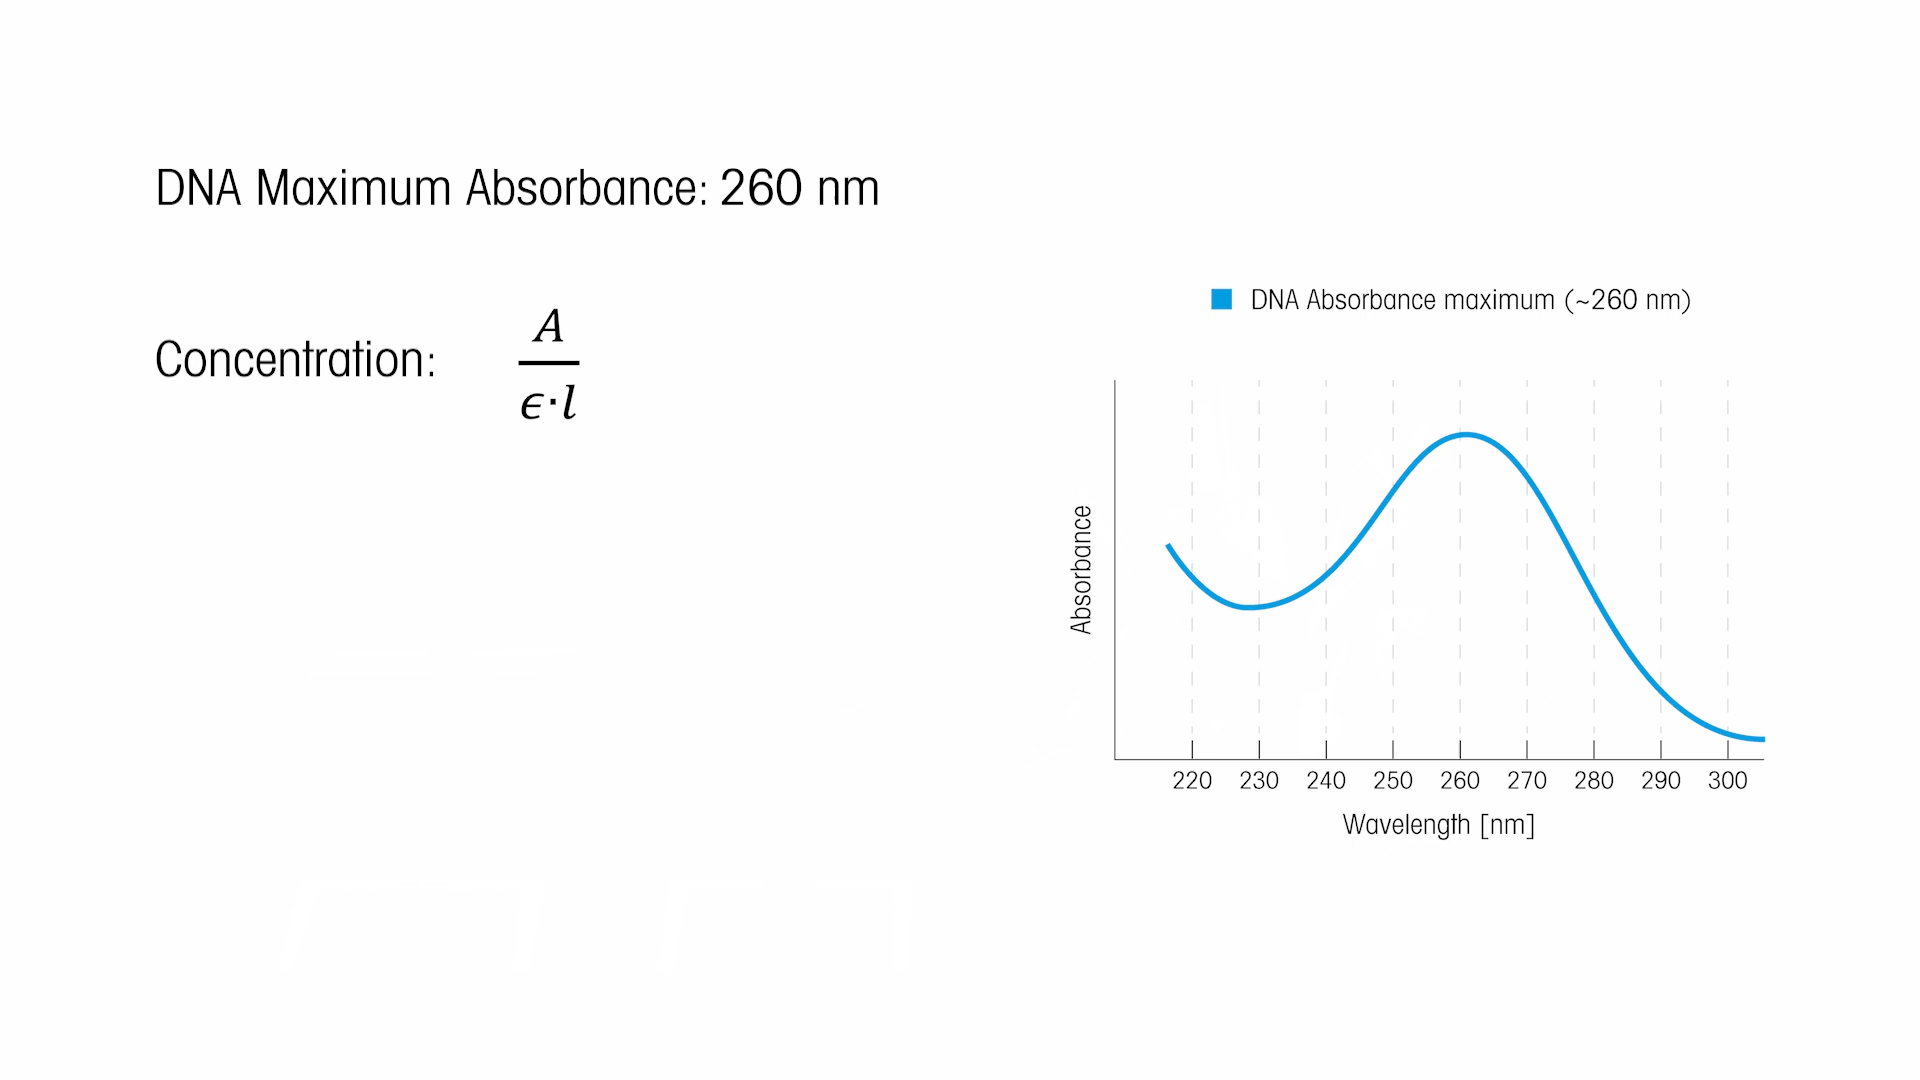 DNA Maximum Absorbance: 260 nm
Concentration: A / ϵ·l
DNA Absorbance maximum (~260 nm)
Absorbance
220 230 240 250 260 270 280 290 300
Wavelength [nm]